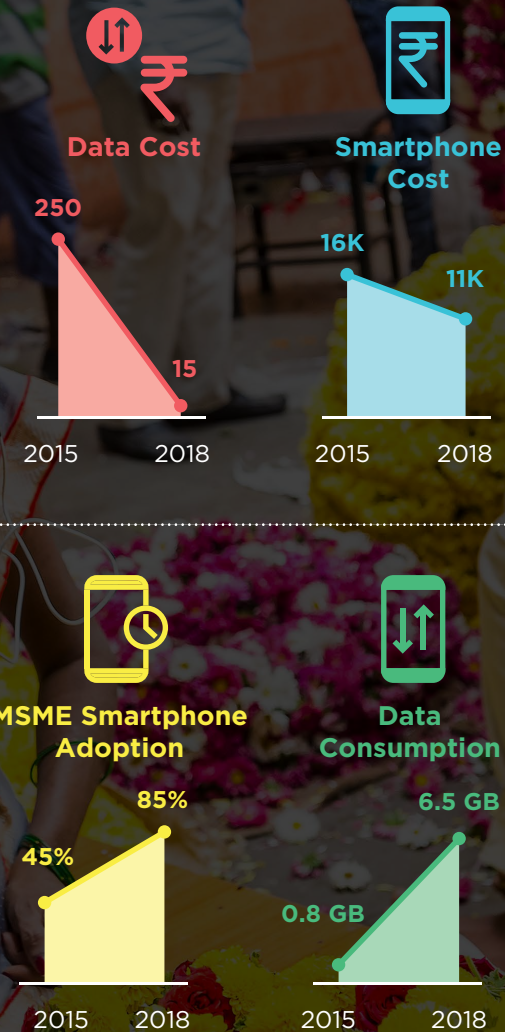 ₹
Data Cost
250
15
2015 2018
₹
Smartphone
Cost
16K
11K
2015 2018
MSME Smartphone
Adoption
85%
45%
2015 2018
Data
Consumption
6.5 GB
0.8 GB
2015 2018